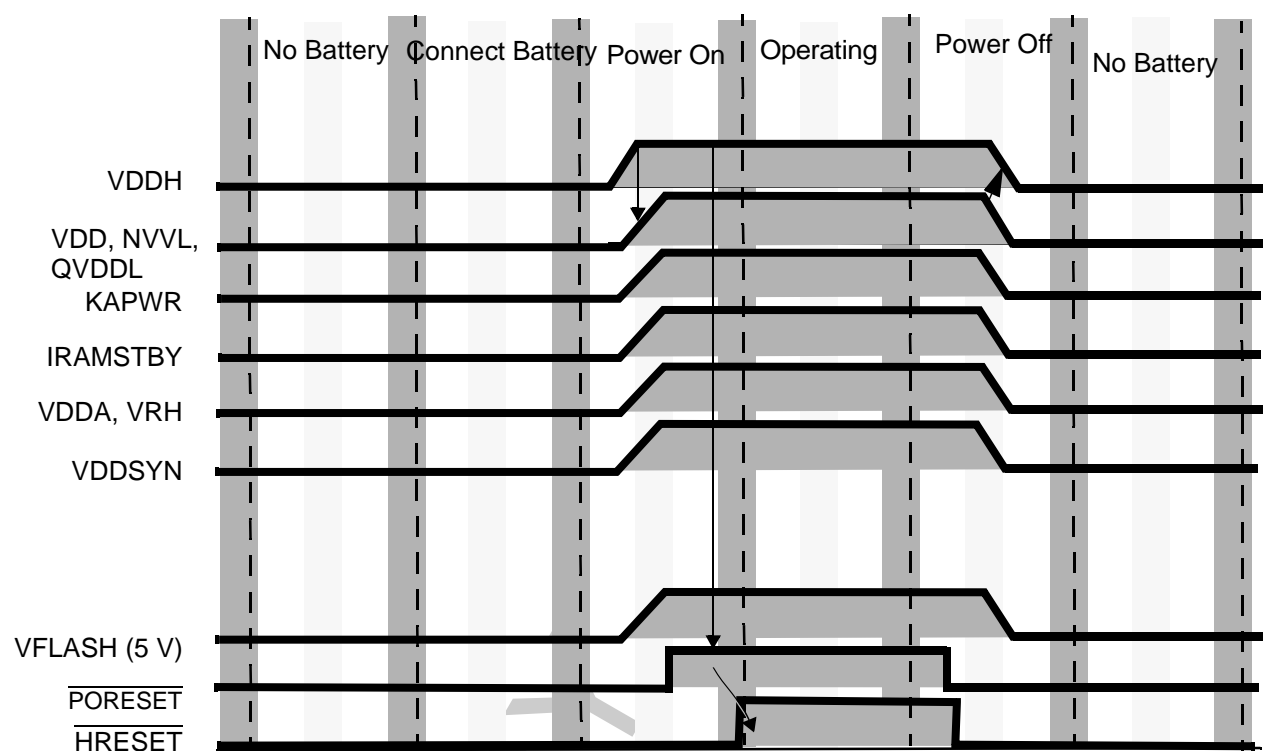 No Battery Connect Battery Power On Operating Power Off No Battery
VDDH
VDD, NVVL,
QVDDL
KAPWR
IRAMSTBY
VDDA, VRH
VDDSYN
VFLASH (5 V)
PORESET
HRESET